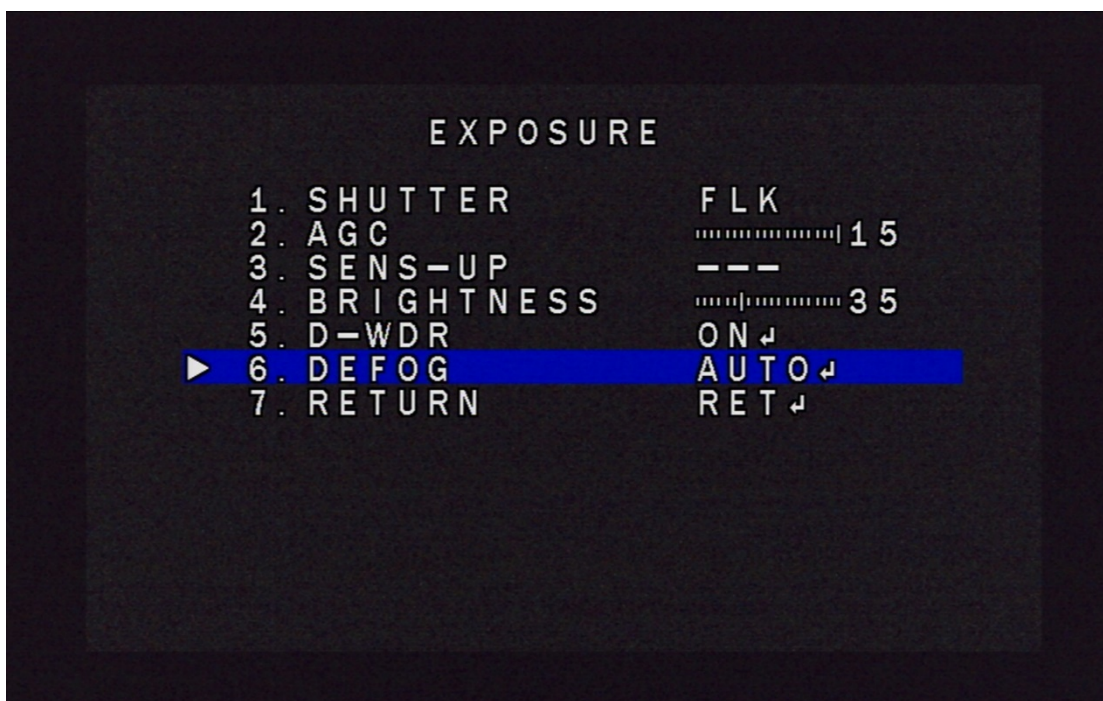 EXPOSURE
1. SHUTTER FLK
2. AGC 15
3. SENS-UP ---
4. BRIGHTNESS 35
5. D-WDR ON↲
6. DEFOG AUTO↲
7. RETURN RET↲